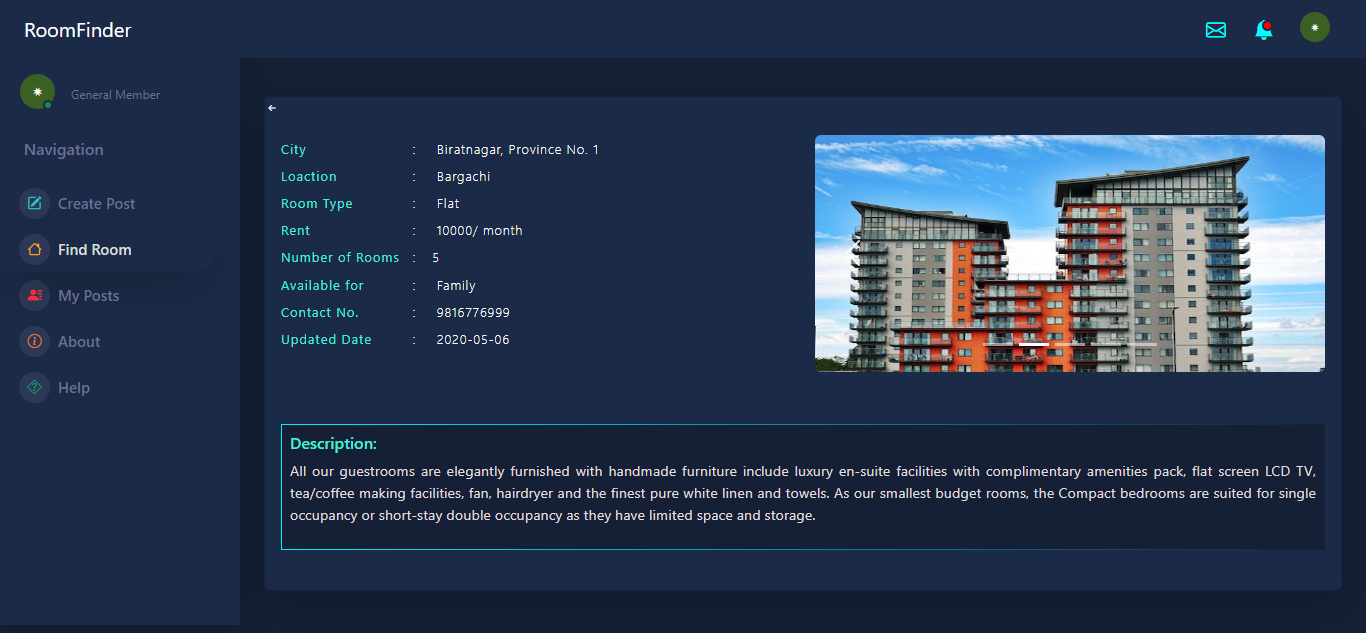 RoomFinder
General Member
Navigation
Create Post
Find Room
My Posts
About
Help
City : Biratnagar, Province No. 1
Loaction : Bargachi
Room Type : Flat
Rent : 10000/ month
Number of Rooms : 5
Available for : Family
Contact No. : 9816776999
Updated Date : 2020-05-06
Description:
All our guestrooms are elegantly furnished with handmade furniture include luxury en-suite facilities with complimentary amenities pack, flat screen LCD TV,
tea/coffee making facilities, fan, hairdryer and the finest pure white linen and towels. As our smallest budget rooms, the Compact bedrooms are suited for single
occupancy or short-stay double occupancy as they have limited space and storage.